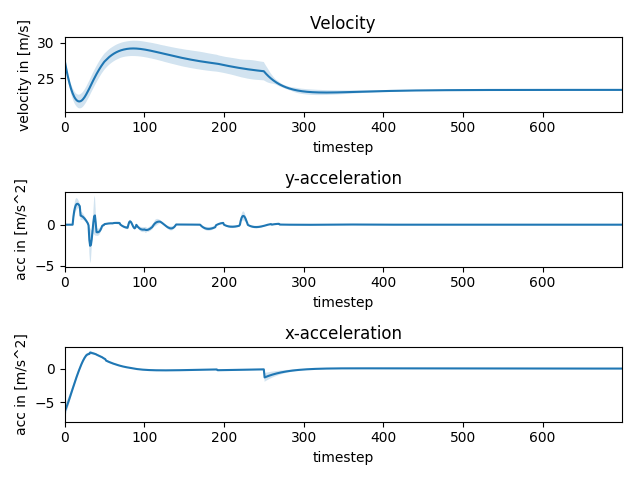 Velocity
velocity in [m/s]
30
25
0 100 200 300 400 500 600
timestep
y-acceleration
acc in [m/s^2]
0
−5
0 100 200 300 400 500 600
timestep
x-acceleration
acc in [m/s^2]
0
−5
0 100 200 300 400 500 600
timestep